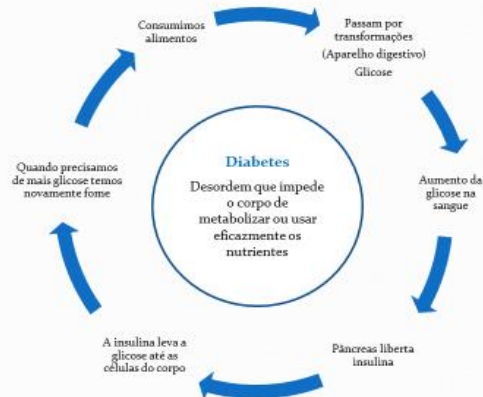 Consumimos
alimentos
Passam por
transformações
(Aparelho digestivo)
Glicose
Aumento da
glicose na
sangue
Pâncreas liberta
insulina
A insulina leva a
glicose até as
células do corpo
Quando precisamos
de mais glicose temos
novamente fome
Diabetes
Desordem que impede
o corpo de
metabolizar ou usar
eficazmente os
nutrientes